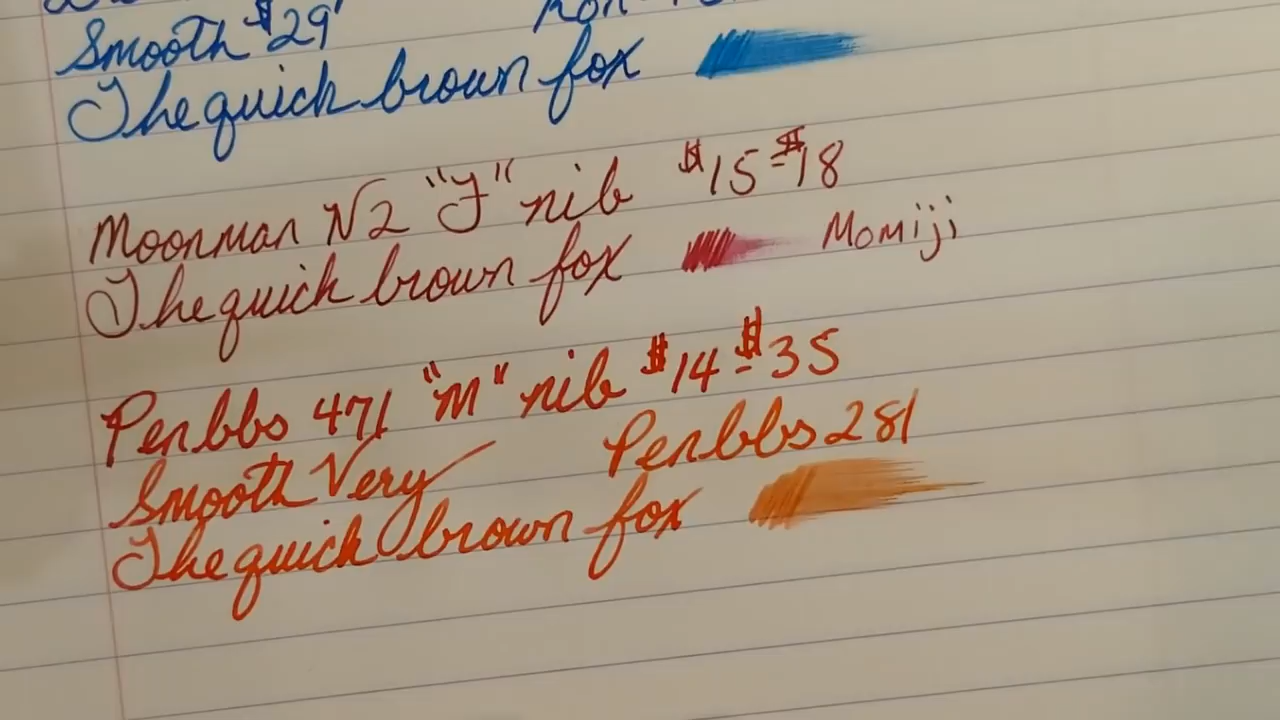 Smooth $29
The quick brown fox
Moonman N2 "F" nib $15-$18
The quick brown fox Momiji
Penbbs 471 "M" nib $14-$35
Smooth Very Penbbs 281
The quick brown fox